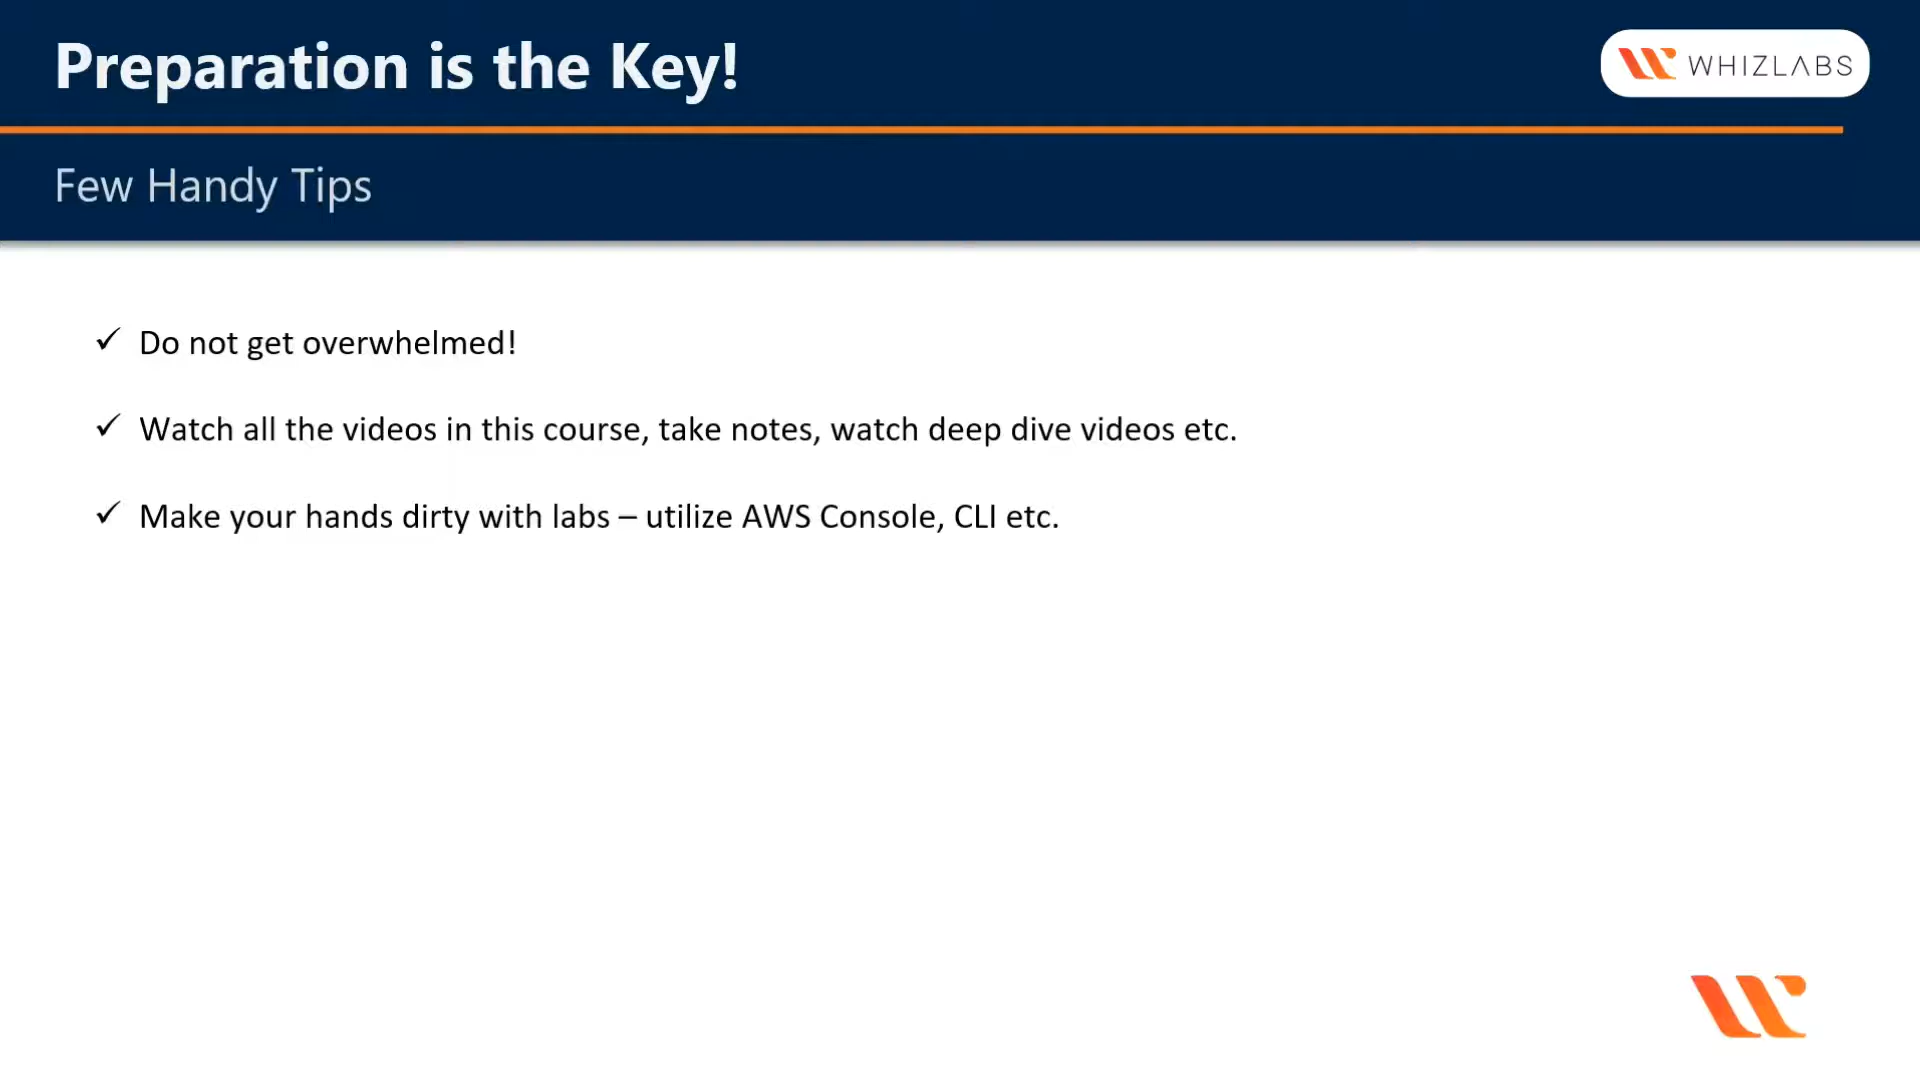 Preparation is the Key!
WHIZLABS
Few Handy Tips
✓ Do not get overwhelmed!
✓ Watch all the videos in this course, take notes, watch deep dive videos etc.
✓ Make your hands dirty with labs – utilize AWS Console, CLI etc.